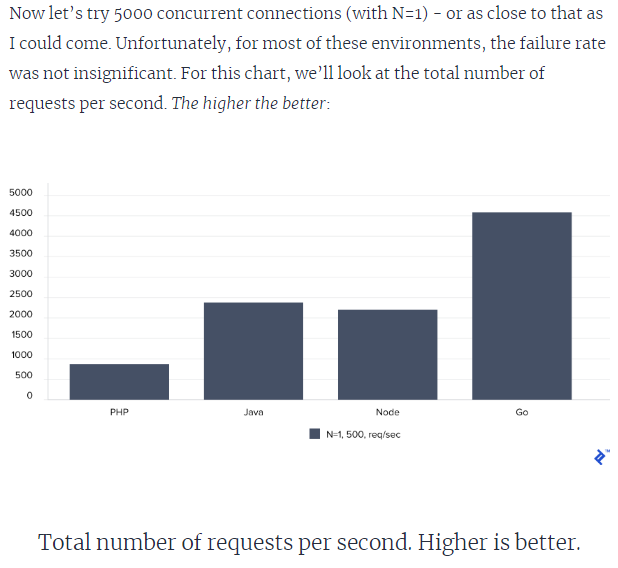 Now let’s try 5000 concurrent connections (with N=1) - or as close to that as
I could come. Unfortunately, for most of these environments, the failure rate
was not insignificant. For this chart, we’ll look at the total number of
requests per second. The higher the better:
5000
4500
4000
3500
3000
2500
2000
1500
1000
500
0
PHP Java Node Go
N=1, 500, req/sec
TM
Total number of requests per second. Higher is better.